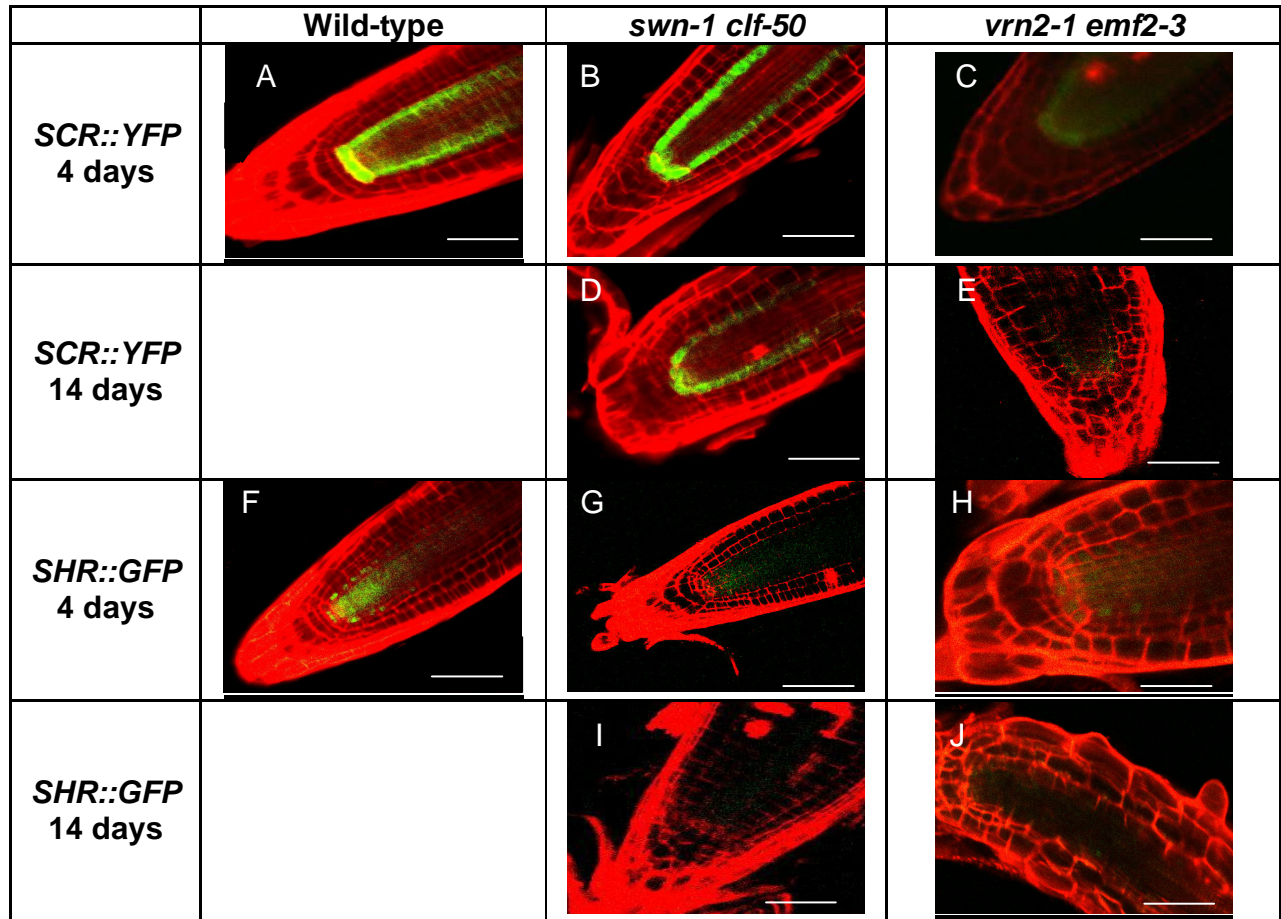 Wild-type
swn-1 clf-50
vrn2-1 emf2-3
SCR::YFP
4 days
A
B
C
SCR::YFP
14 days
D
E
SHR::GFP
4 days
F
G
H
SHR::GFP
14 days
I
J